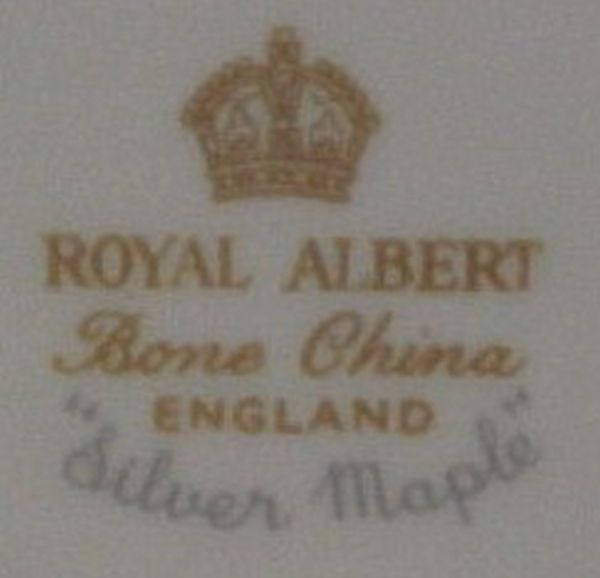 ROYAL ALBERT
Bone China
ENGLAND
"Silver Maple"